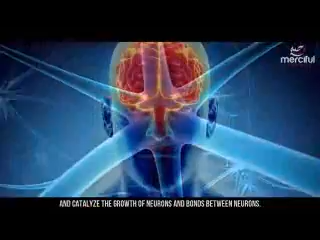 merciful
AND CATALYZE THE GROWTH OF NEURONS AND BONDS BETWEEN NEURONS.